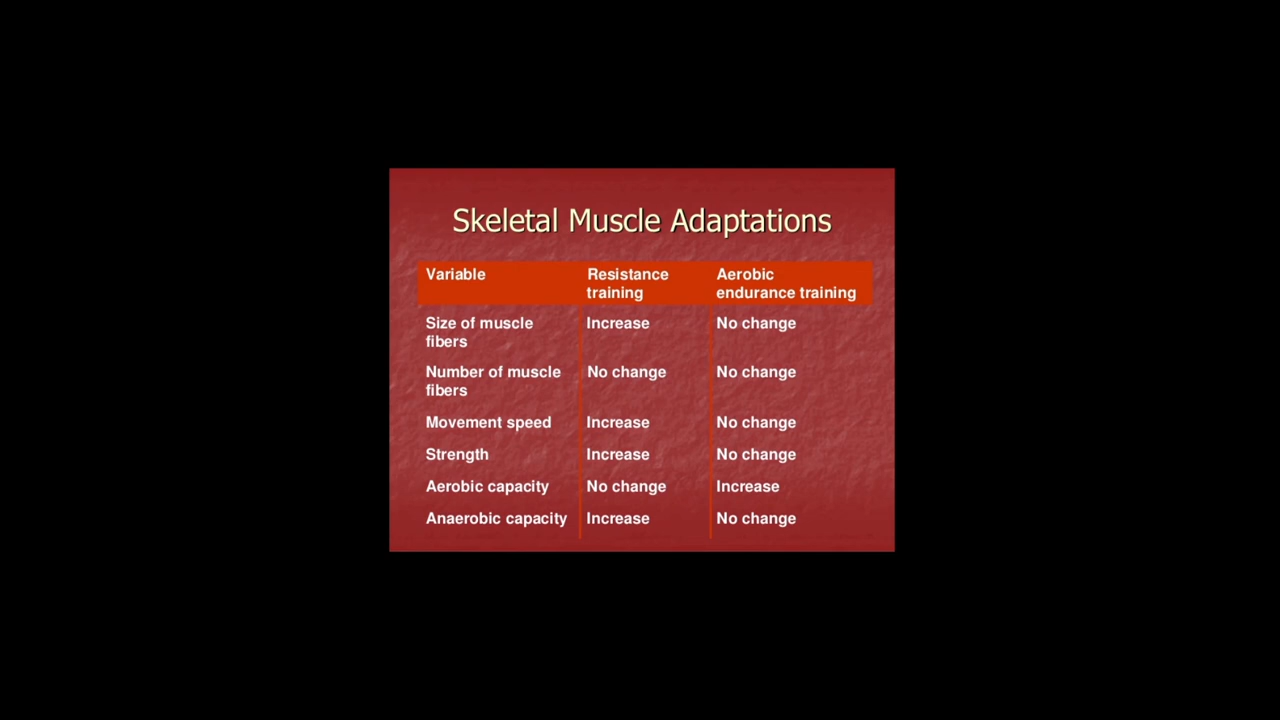 Skeletal Muscle Adaptations
Variable Resistance training Aerobic endurance training
Size of muscle fibers Increase No change
Number of muscle fibers No change No change
Movement speed Increase No change
Strength Increase No change
Aerobic capacity No change Increase
Anaerobic capacity Increase No change